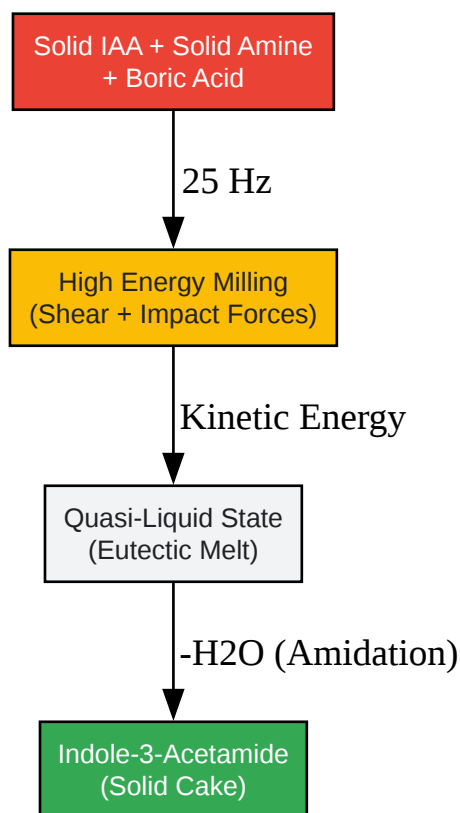 Solid IAA + Solid Amine
+ Boric Acid
25 Hz
High Energy Milling
(Shear + Impact Forces)
Kinetic Energy
Quasi-Liquid State
(Eutectic Melt)
-H2O (Amidation)
Indole-3-Acetamide
(Solid Cake)